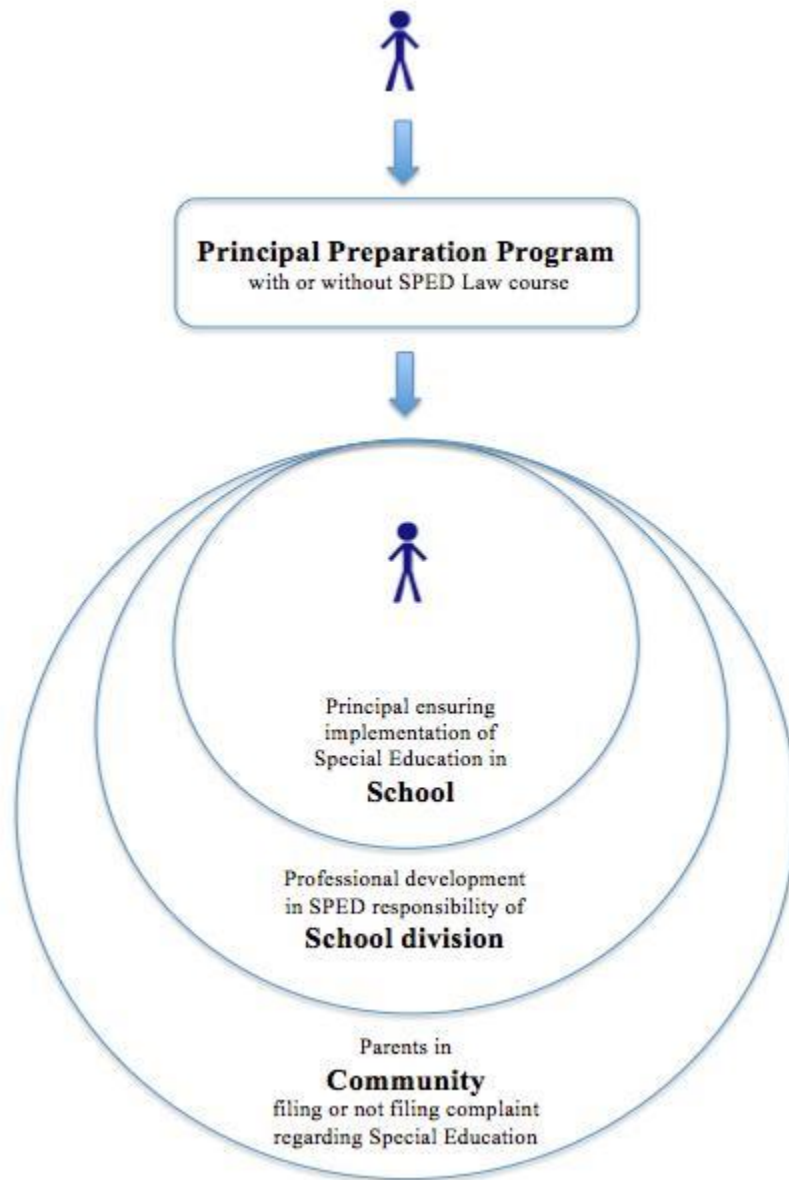 Principal Preparation Program
with or without SPED Law course
Principal ensuring
implementation of
Special Education in
School
Professional development
in SPED responsibility of
School division
Parents in
Community
filing or not filing complaint
regarding Special Education